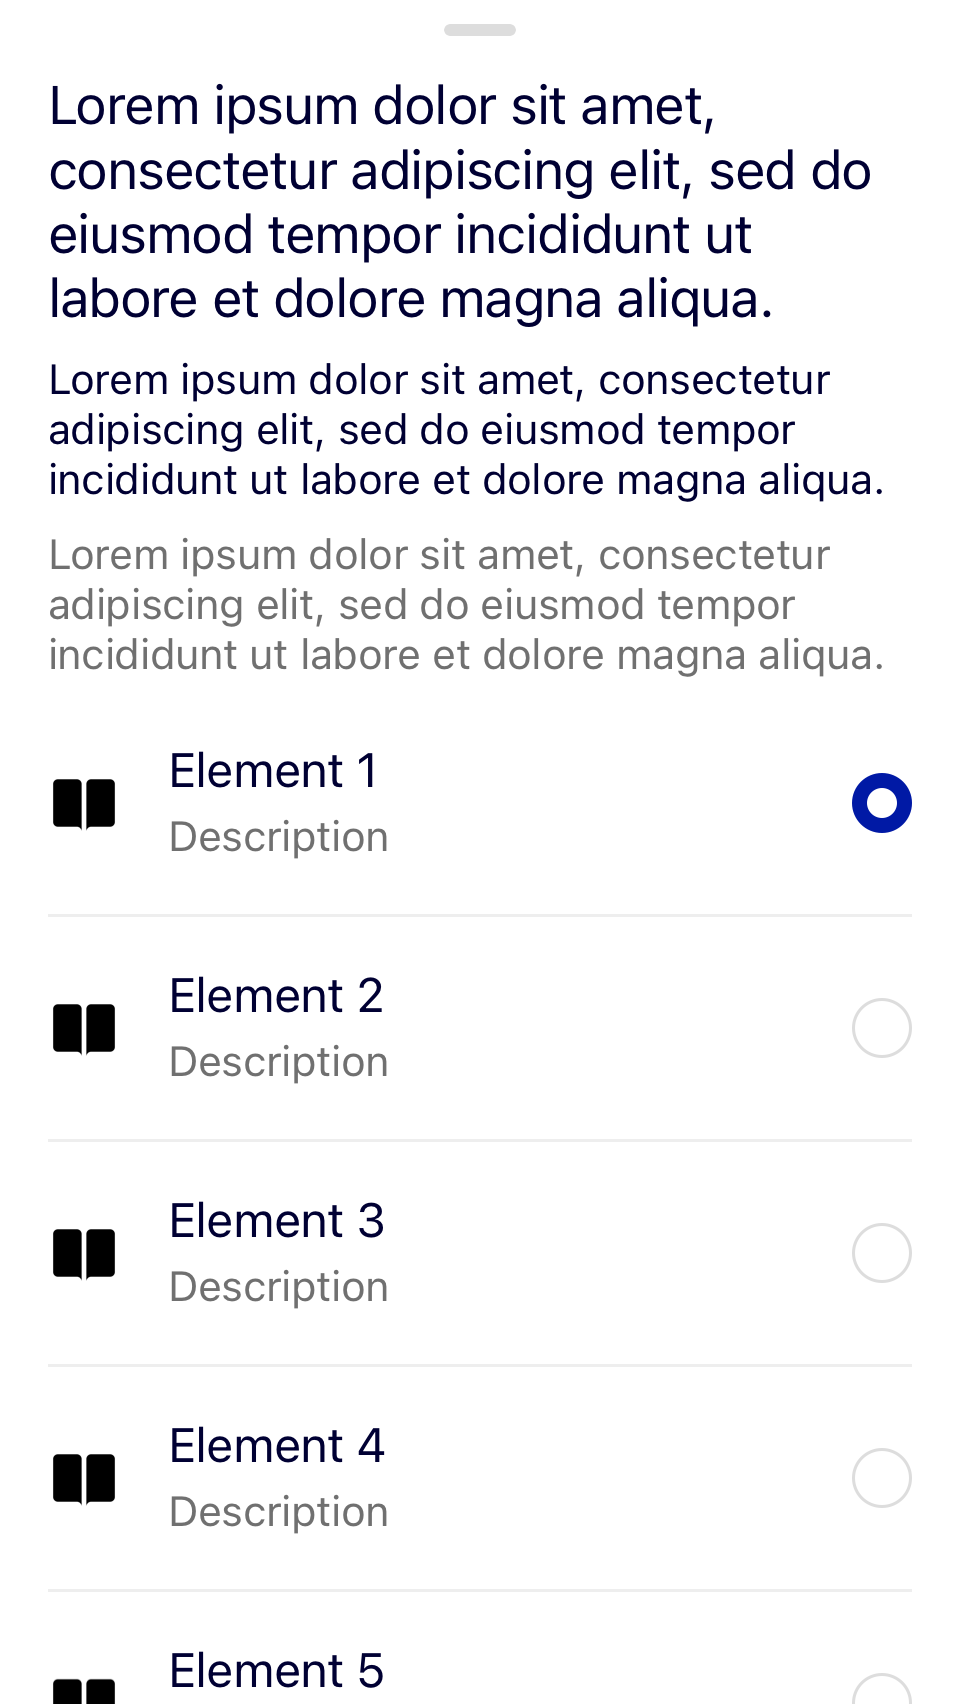 Lorem ipsum dolor sit amet,
consectetur adipiscing elit, sed do
eiusmod tempor incididunt ut
labore et dolore magna aliqua.
Lorem ipsum dolor sit amet, consectetur
adipiscing elit, sed do eiusmod tempor
incididunt ut labore et dolore magna aliqua.
Lorem ipsum dolor sit amet, consectetur
adipiscing elit, sed do eiusmod tempor
incididunt ut labore et dolore magna aliqua.
Element 1
Description
Element 2
Description
Element 3
Description
Element 4
Description
Element 5